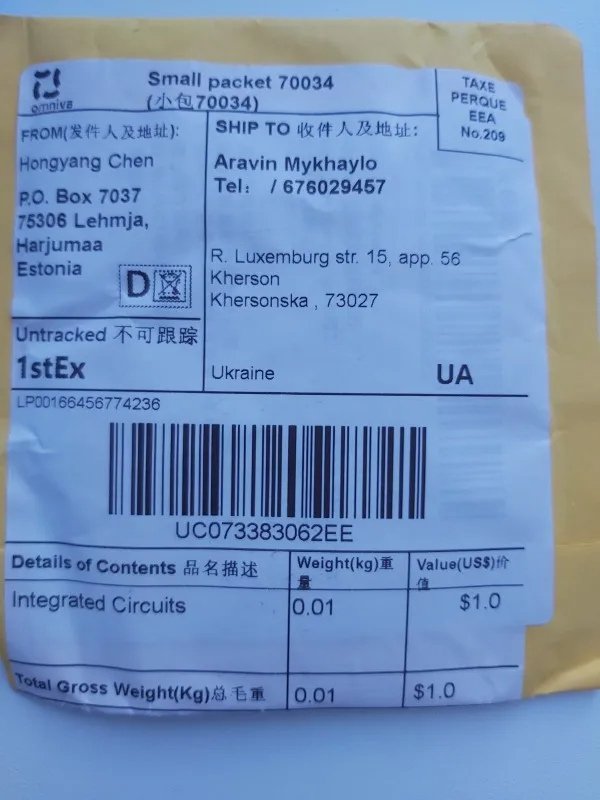 omniva
Small packet 70034
(小包70034)
TAXE
PERQUE
EEA
No.209
FROM(发件人及地址):
Hongyang Chen
P.O. Box 7037
75306 Lehmja,
Harjumaa
Estonia
D
SHIP TO 收件人及地址:
Aravin Mykhaylo
Tel: / 676029457
R. Luxemburg str. 15, app. 56
Kherson
Khersonska , 73027
Ukraine
UA
Untracked 不可跟踪
1stEx
LP00166456774236
UC073383062EE
Details of Contents 品名描述
Weight(kg)重
量
Value(US$)价
值
Integrated Circuits
0.01
$1.0
Total Gross Weight(Kg)总毛重
0.01
$1.0